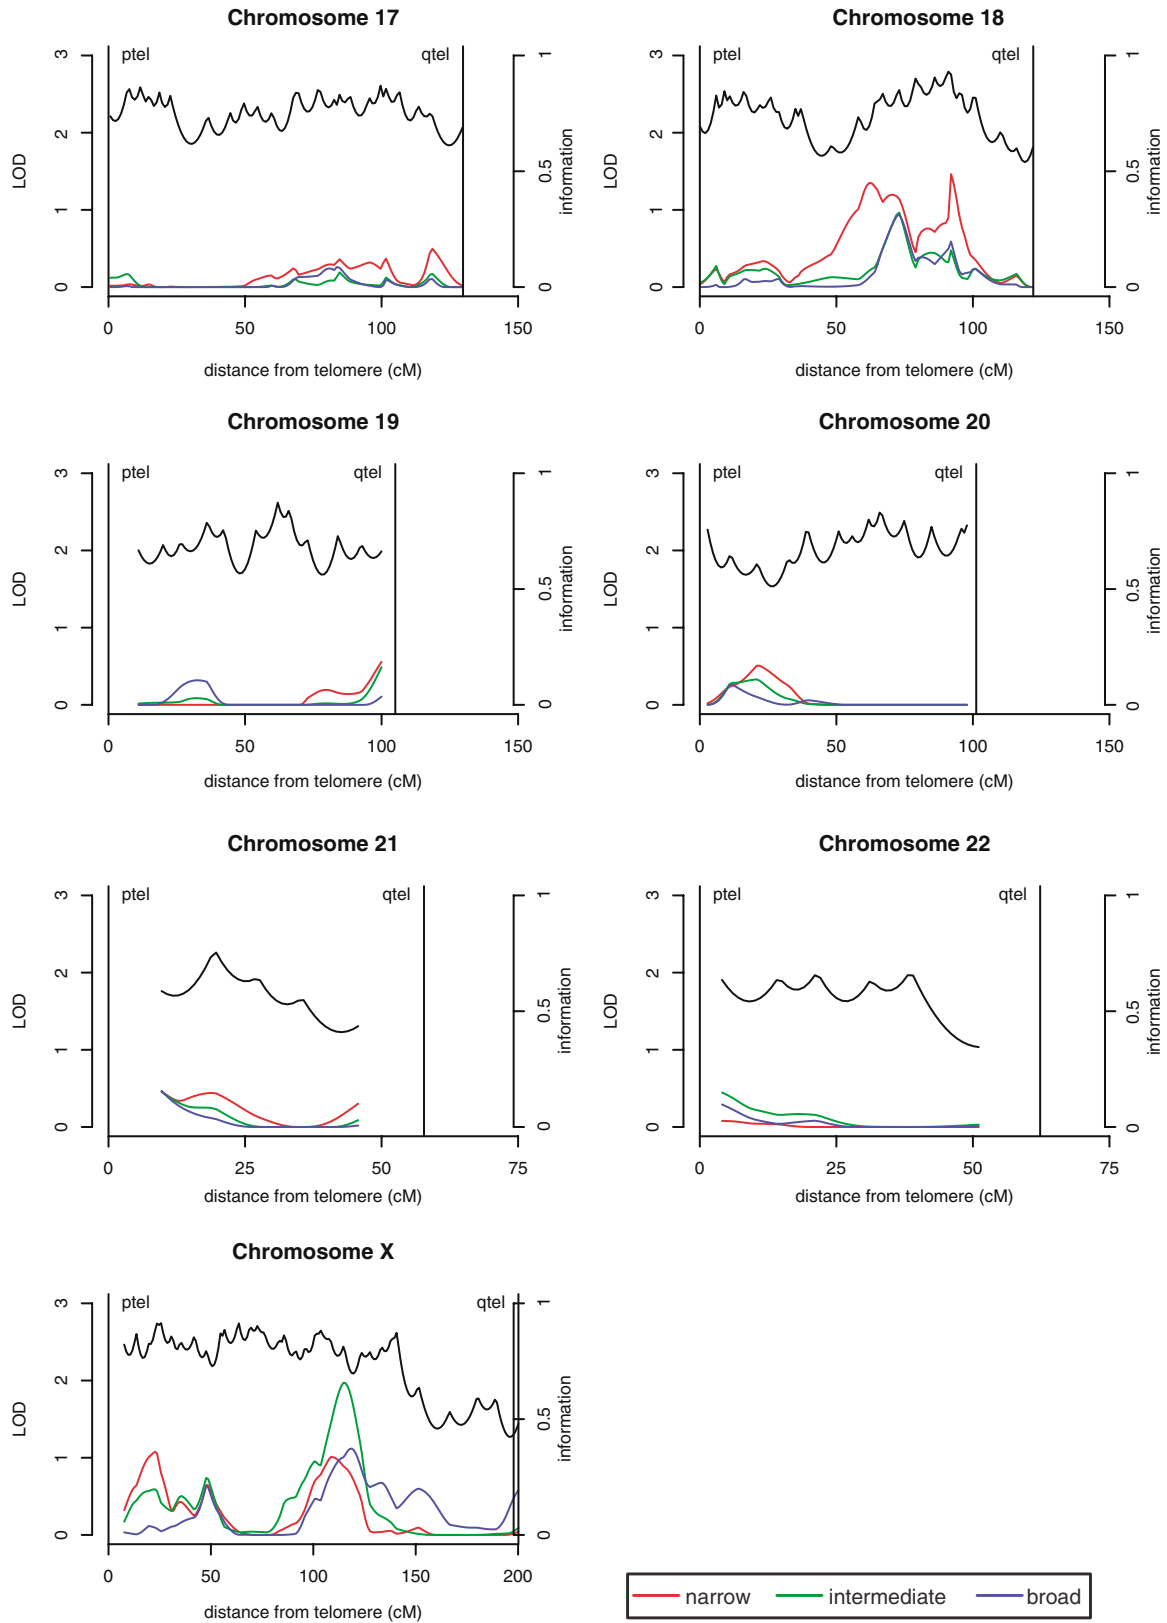 Chromosome 17
ptel
qtel
LOD
0 1 2 3
information
0 0.5 1
0 50 100 150
distance from telomere (cM)
Chromosome 18
ptel
qtel
LOD
0 1 2 3
information
0 0.5 1
0 50 100 150
distance from telomere (cM)
Chromosome 19
ptel
qtel
LOD
0 1 2 3
information
0 0.5 1
0 50 100 150
distance from telomere (cM)
Chromosome 20
ptel
qtel
LOD
0 1 2 3
information
0 0.5 1
0 50 100 150
distance from telomere (cM)
Chromosome 21
ptel
qtel
LOD
0 1 2 3
information
0 0.5 1
0 25 50 75
distance from telomere (cM)
Chromosome 22
ptel
qtel
LOD
0 1 2 3
information
0 0.5 1
0 25 50 75
distance from telomere (cM)
Chromosome X
ptel
qtel
LOD
0 1 2 3
information
0 0.5 1
0 50 100 150 200
distance from telomere (cM)
narrow intermediate broad